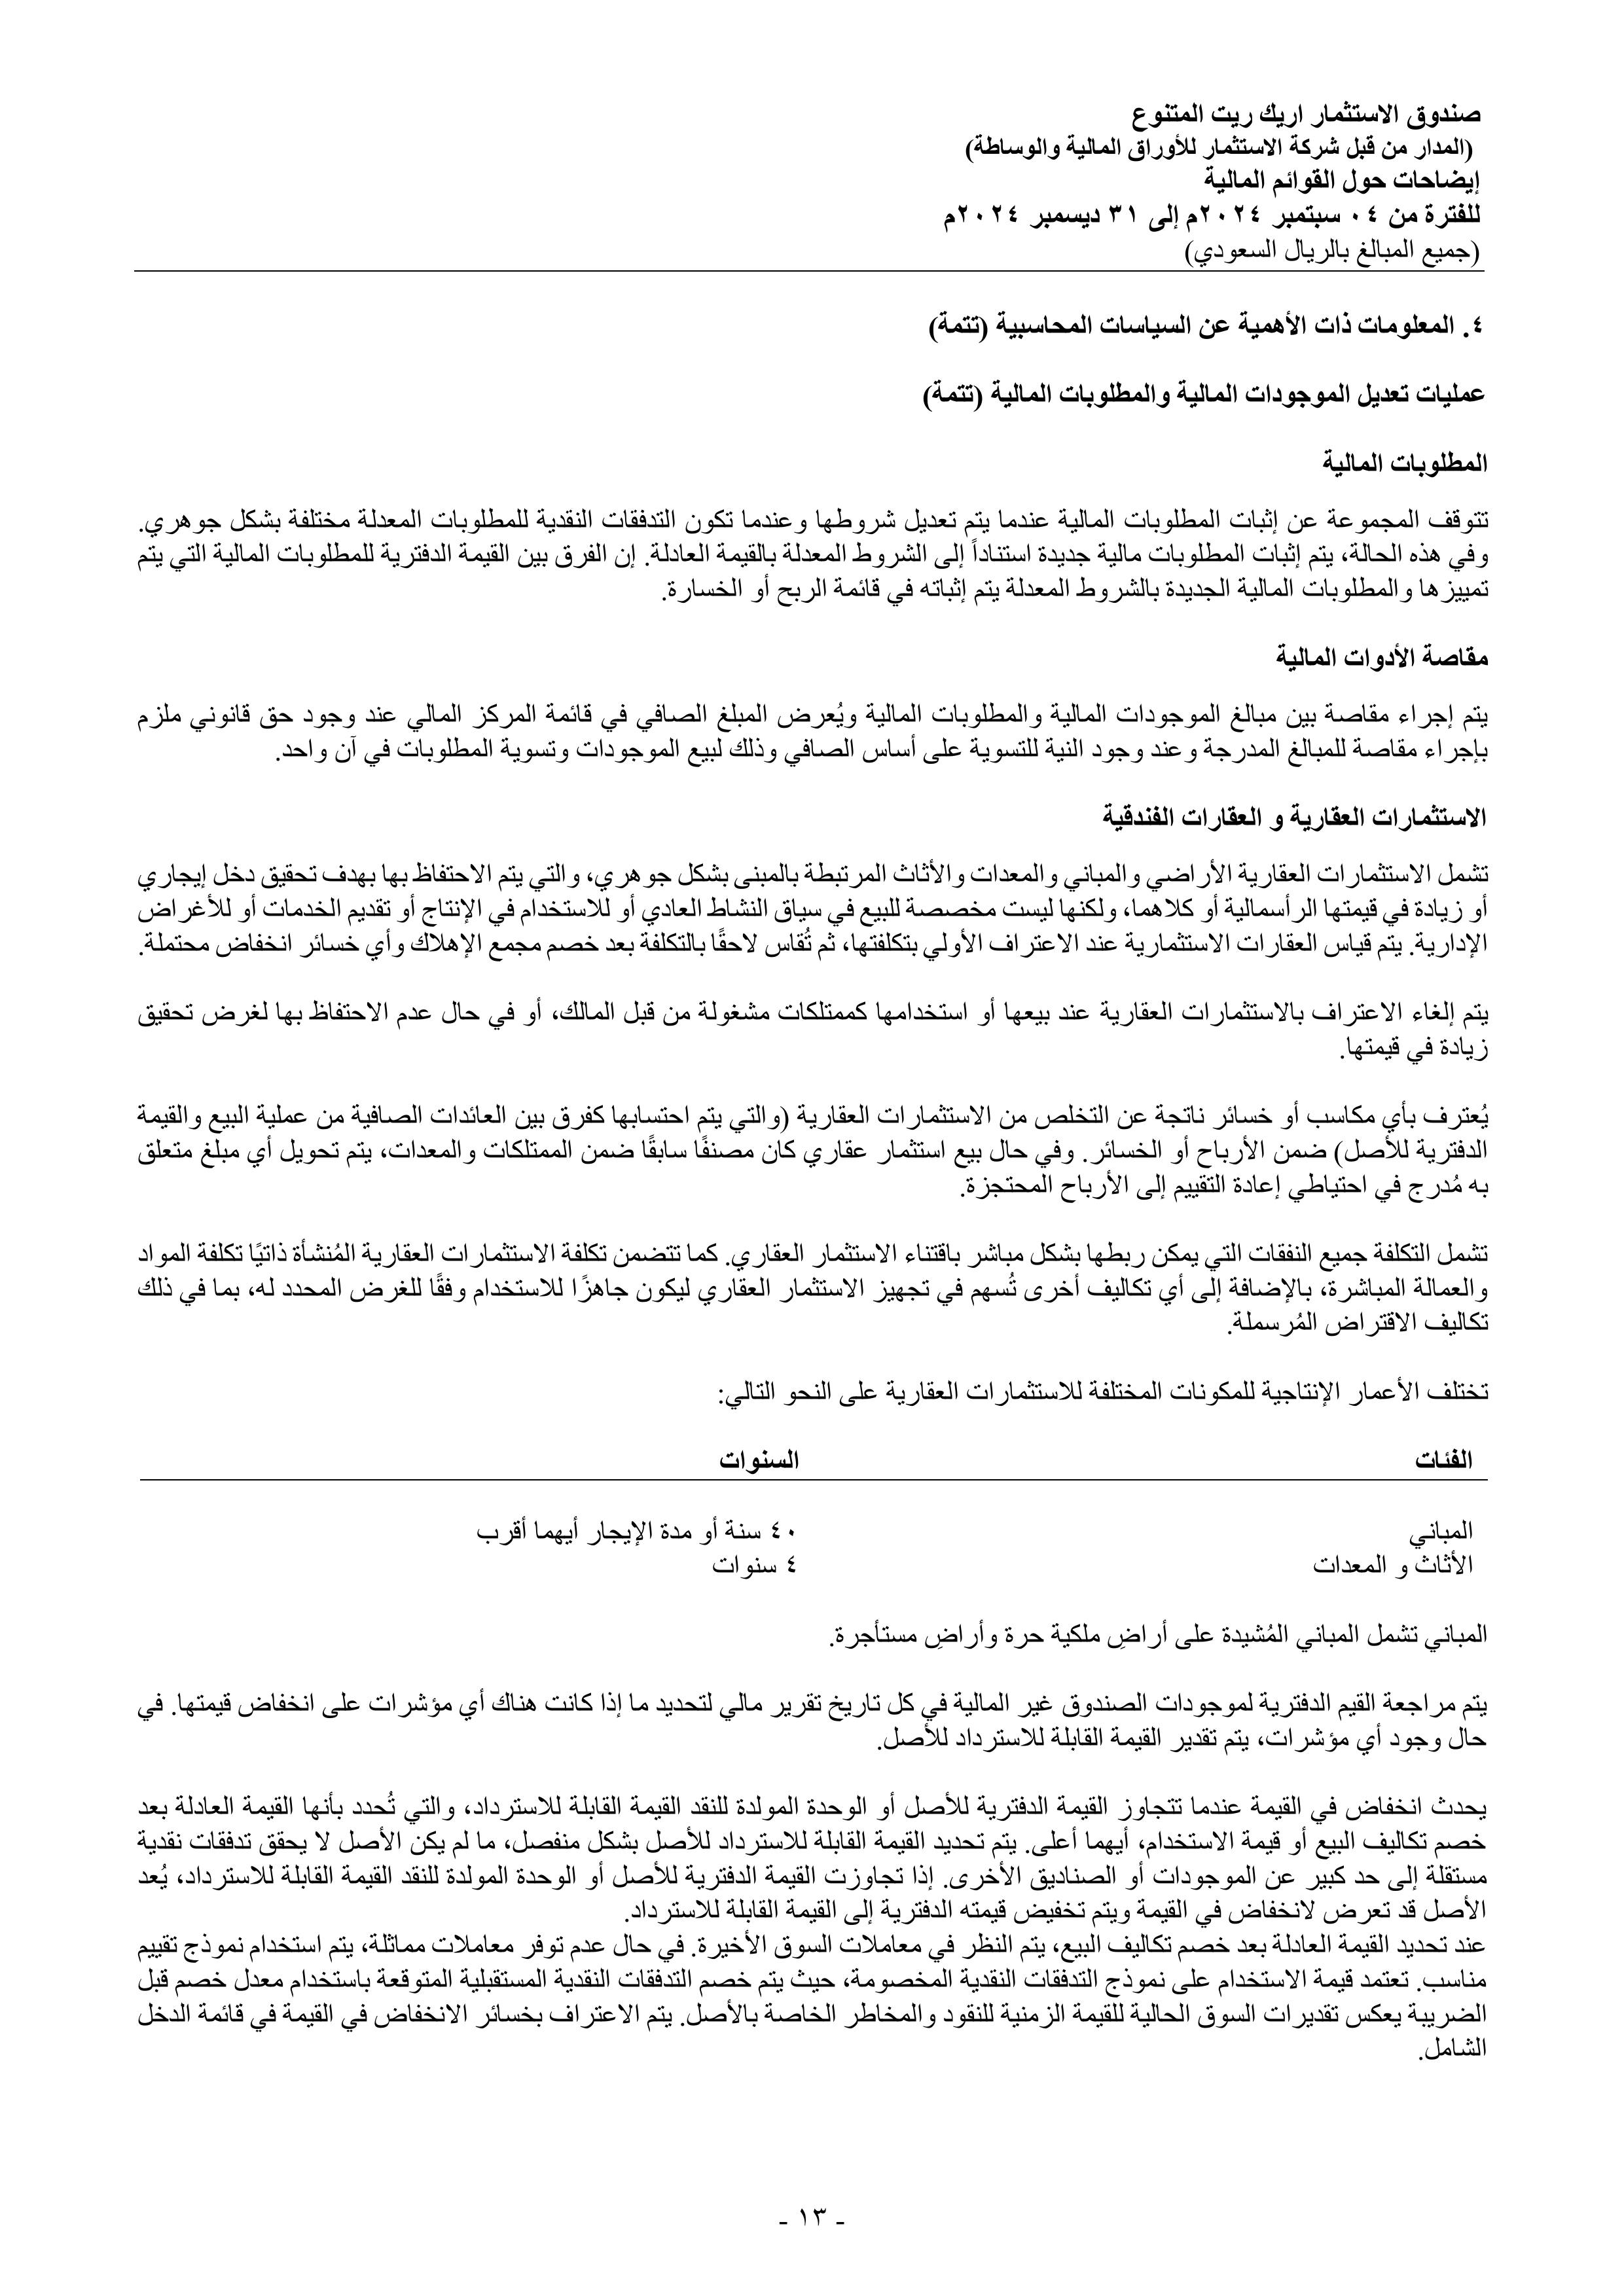 صندوق الاستثمار اريك ريت المتنوع
(المدار من قبل شركة الاستثمار للأوراق المالية والوساطة)
إيضاحات حول القوائم المالية
للفترة من ٠٤ سبتمبر ٢٠٢٤م إلى ٣١ ديسمبر ٢٠٢٤م
(جميع المبالغ بالريال السعودي)
٤. المعلومات ذات الأهمية عن السياسات المحاسبية (تتمة)
عمليات تعديل الموجودات المالية والمطلوبات المالية (تتمة)
المطلوبات المالية
تتوقف المجموعة عن إثبات المطلوبات المالية عندما يتم تعديل شروطها وعندما تكون التدفقات النقدية للمطلوبات المعدلة مختلفة بشكل جوهري.
وفي هذه الحالة، يتم إثبات المطلوبات مالية جديدة استناداً إلى الشروط المعدلة بالقيمة العادلة. إن الفرق بين القيمة الدفترية للمطلوبات المالية التي يتم
تمييزها والمطلوبات المالية الجديدة بالشروط المعدلة يتم إثباته في قائمة الربح أو الخسارة.
مقاصة الأدوات المالية
يتم إجراء مقاصة بين مبالغ الموجودات المالية والمطلوبات المالية ويُعرض المبلغ الصافي في قائمة المركز المالي عند وجود حق قانوني ملزم
بإجراء مقاصة للمبالغ المدرجة وعند وجود النية للتسوية على أساس الصافي وذلك لبيع الموجودات وتسوية المطلوبات في آن واحد.
الاستثمارات العقارية و العقارات الفندقية
تشمل الاستثمارات العقارية الأراضي والمباني والمعدات والأثاث المرتبطة بالمبنى بشكل جوهري، والتي يتم الاحتفاظ بها بهدف تحقيق دخل إيجاري
أو زيادة في قيمتها الرأسمالية أو كلاهما، ولكنها ليست مخصصة للبيع في سياق النشاط العادي أو للاستخدام في الإنتاج أو تقديم الخدمات أو للأغراض
الإدارية. يتم قياس العقارات الاستثمارية عند الاعتراف الأولي بتكلفتها، ثم تُقاس لاحقًا بالتكلفة بعد خصم مجمع الإهلاك وأي خسائر انخفاض محتملة.
يتم إلغاء الاعتراف بالاستثمارات العقارية عند بيعها أو استخدامها كممتلكات مشغولة من قبل المالك، أو في حال عدم الاحتفاظ بها لغرض تحقيق
زيادة في قيمتها.
يُعترف بأي مكاسب أو خسائر ناتجة عن التخلص من الاستثمارات العقارية (والتي يتم احتسابها كفرق بين العائدات الصافية من عملية البيع والقيمة
الدفترية للأصل) ضمن الأرباح أو الخسائر. وفي حال بيع استثمار عقاري كان مصنفًا سابقًا ضمن الممتلكات والمعدات، يتم تحويل أي مبلغ متعلق
به مُدرج في احتياطي إعادة التقييم إلى الأرباح المحتجزة.
تشمل التكلفة جميع النفقات التي يمكن ربطها بشكل مباشر باقتناء الاستثمار العقاري. كما تتضمن تكلفة الاستثمارات العقارية المُنشأة ذاتيًا تكلفة المواد
والعمالة المباشرة، بالإضافة إلى أي تكاليف أخرى تُسهم في تجهيز الاستثمار العقاري ليكون جاهزًا للاستخدام وفقًا للغرض المحدد له، بما في ذلك
تكاليف الاقتراض المُرسملة.
تختلف الأعمار الإنتاجية للمكونات المختلفة للاستثمارات العقارية على النحو التالي:
الفئات السنوات
المباني ٤٠ سنة أو مدة الإيجار أيهما أقرب
الأثاث و المعدات ٤ سنوات
المباني تشمل المباني المُشيدة على أراضِ ملكية حرة وأراضِ مستأجرة.
يتم مراجعة القيم الدفترية لموجودات الصندوق غير المالية في كل تاريخ تقرير مالي لتحديد ما إذا كانت هناك أي مؤشرات على انخفاض قيمتها. في
حال وجود أي مؤشرات، يتم تقدير القيمة القابلة للاسترداد للأصل.
يحدث انخفاض في القيمة عندما تتجاوز القيمة الدفترية للأصل أو الوحدة المولدة للنقد القيمة القابلة للاسترداد، والتي تُحدد بأنها القيمة العادلة بعد
خصم تكاليف البيع أو قيمة الاستخدام، أيهما أعلى. يتم تحديد القيمة القابلة للاسترداد للأصل بشكل منفصل، ما لم يكن الأصل لا يحقق تدفقات نقدية
مستقلة إلى حد كبير عن الموجودات أو الصناديق الأخرى. إذا تجاوزت القيمة الدفترية للأصل أو الوحدة المولدة للنقد القيمة القابلة للاسترداد، يُعد
الأصل قد تعرض لانخفاض في القيمة ويتم تخفيض قيمته الدفترية إلى القيمة القابلة للاسترداد.
عند تحديد القيمة العادلة بعد خصم تكاليف البيع، يتم النظر في معاملات السوق الأخيرة. في حال عدم توفر معاملات مماثلة، يتم استخدام نموذج تقييم
مناسب. تعتمد قيمة الاستخدام على نموذج التدفقات النقدية المخصومة، حيث يتم خصم التدفقات النقدية المستقبلية المتوقعة باستخدام معدل خصم قبل
الضريبة يعكس تقديرات السوق الحالية للقيمة الزمنية للنقود والمخاطر الخاصة بالأصل. يتم الاعتراف بخسائر الانخفاض في القيمة في قائمة الدخل
الشامل.
- ١٣ -